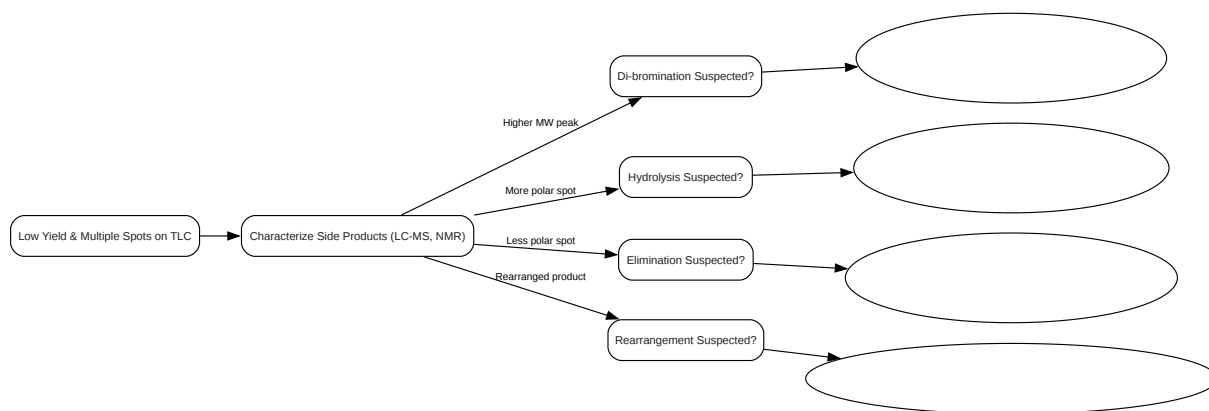 Low Yield & Multiple Spots on TLC
Characterize Side Products (LC-MS, NMR)
Higher MW peak
More polar spot
Less polar spot
Rearranged product
Di-bromination Suspected?
Hydrolysis Suspected?
Elimination Suspected?
Rearrangement Suspected?